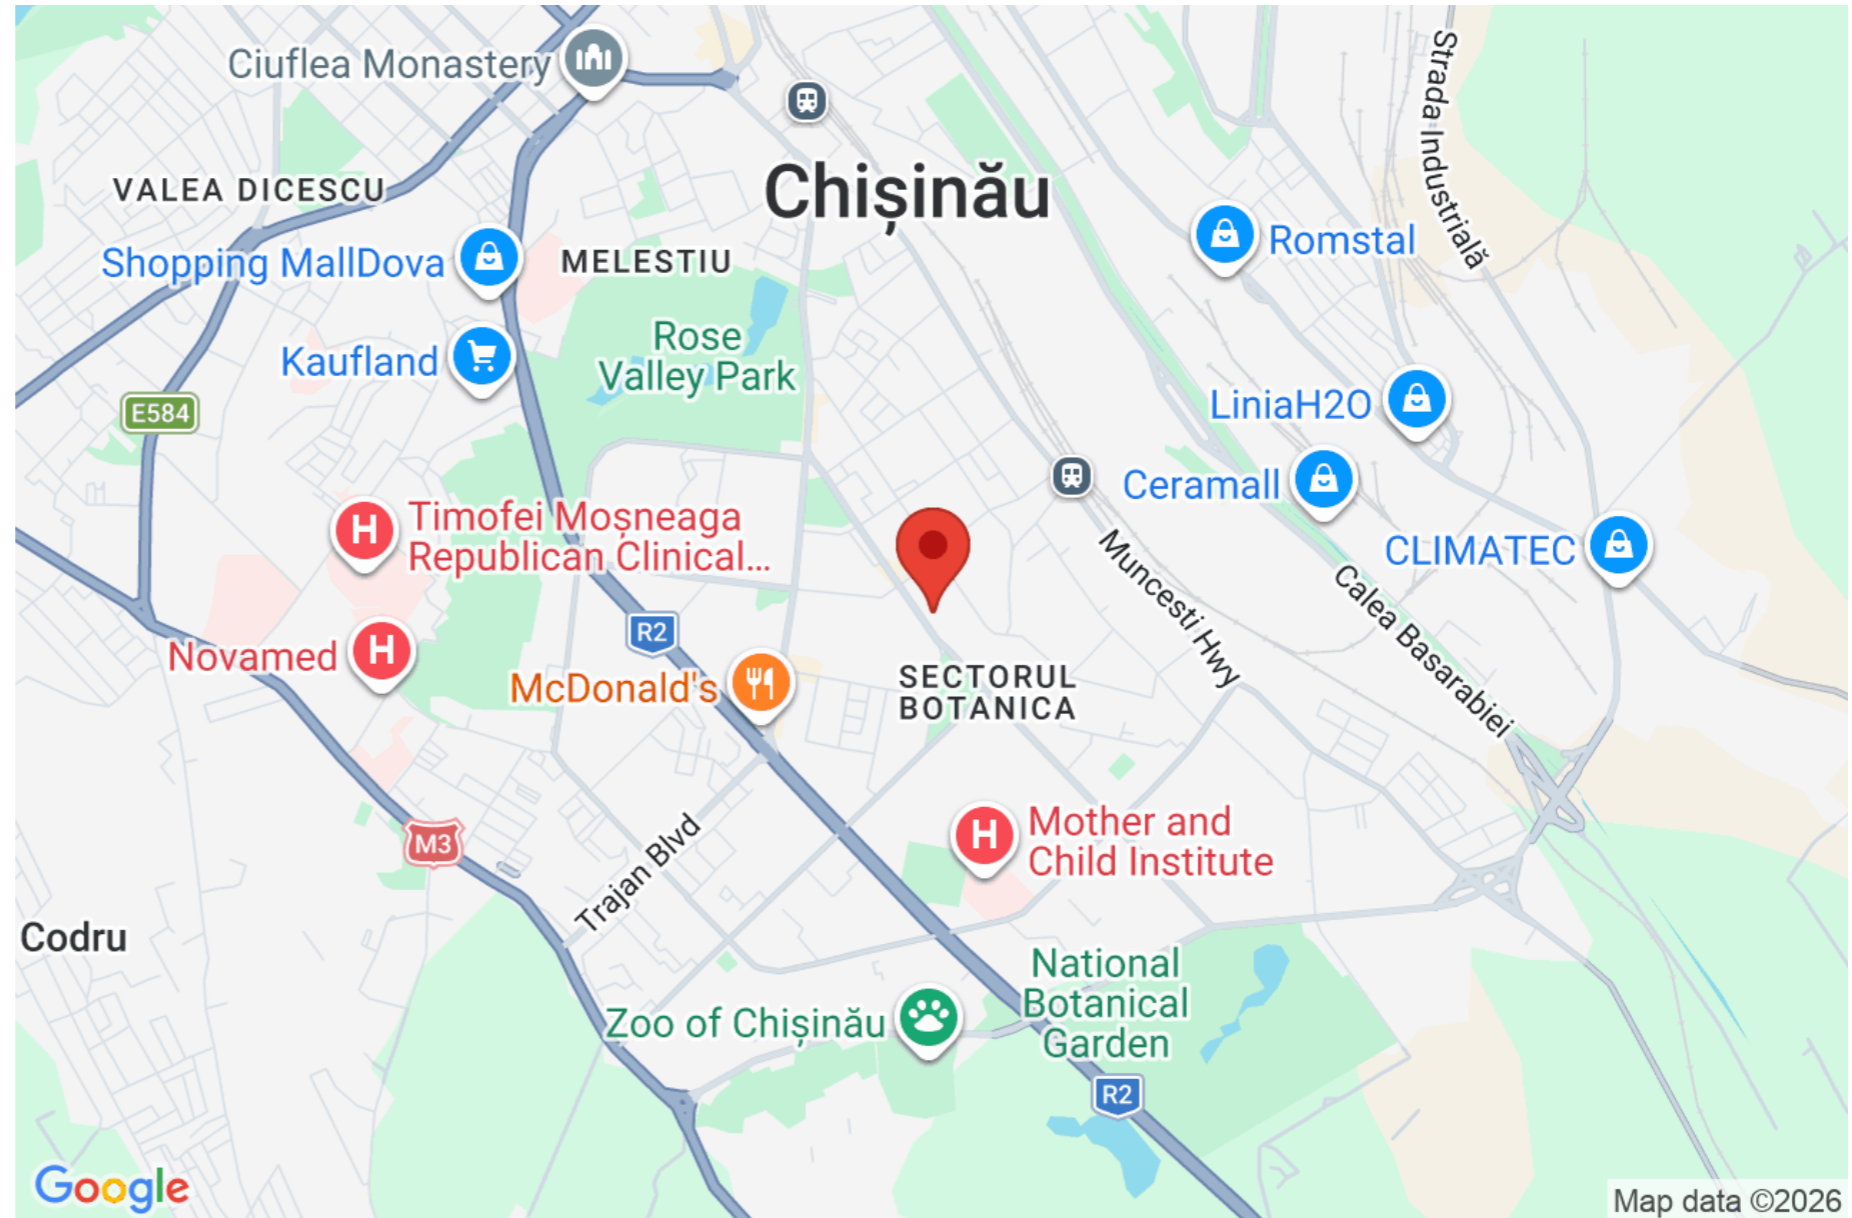 Ciuflea Monastery
Strada Industrială
Chișinău
VALEA DICESCU
Shopping MallDova
MELESTIU
Romstal
Rose
Valley Park
Kaufland
E584
LiniaH2O
Ceramall
Timofei Moșneaga
Republican Clinical...
CLIMATEC
Muncesti Hwy
Calea Basarabiei
R2
Novamed
McDonald's
SECTORUL
BOTANICA
M3
Trajan Blvd
Mother and
Child Institute
Codru
National
Botanical
Garden
Zoo of Chișinău
R2
Google
Map data ©2026